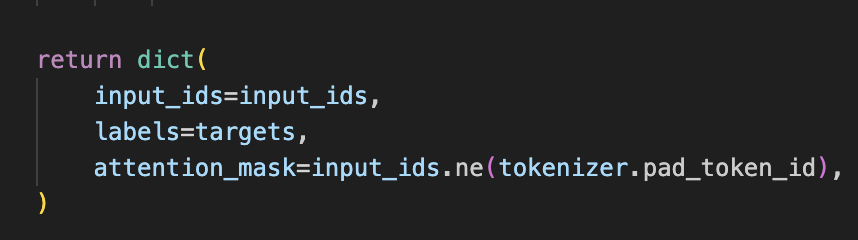 return dict(
    input_ids=input_ids,
    labels=targets,
    attention_mask=input_ids.ne(tokenizer.pad_token_id),
)